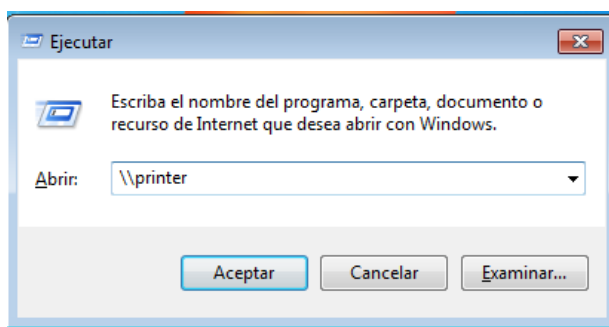 Ejecutar
Escriba el nombre del programa, carpeta, documento o
recurso de Internet que desea abrir con Windows.
Abrir: \\printer
Aceptar Cancelar Examinar...